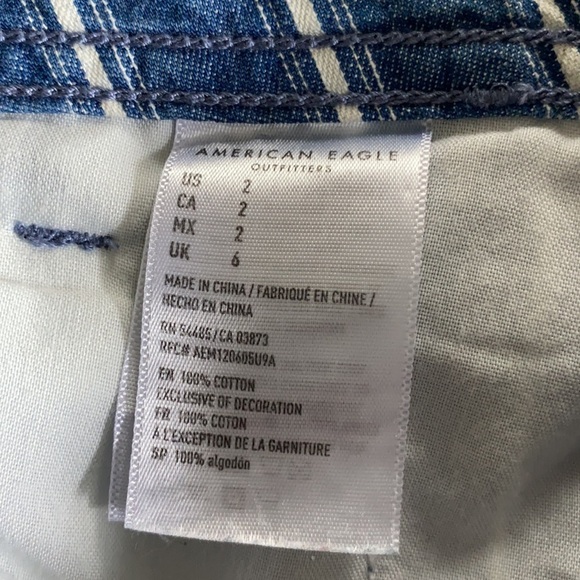 AMERICAN EAGLE
OUTFITTERS
US 2
CA 2
MX 2
UK 6
MADE IN CHINA / FABRIQUÉ EN CHINE /
HECHO EN CHINA
RN 54485/CA 03873
RFC# AEM120605U9A
EN 100% COTTON
EXCLUSIVE OF DECORATION
FR 100% COTON
À L'EXCEPTION DE LA GARNITURE
SP 100% algodón